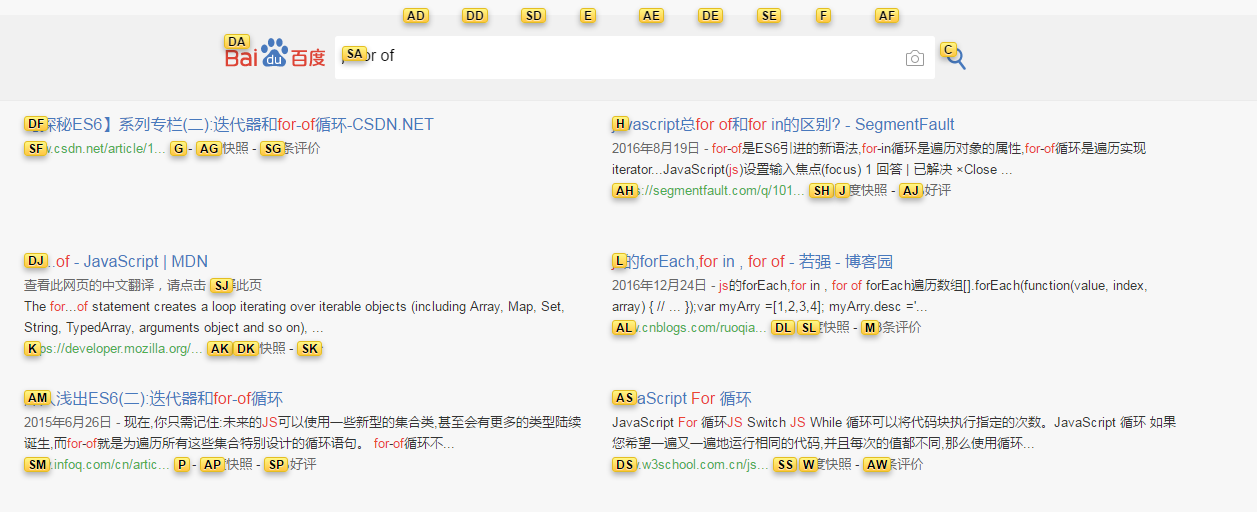 AD DD SD E AE DE SE F AF
DA SA C
Bai du 百度 or of
DF 探秘ES6】系列专栏(二):迭代器和for-of循环-CSDN.NET
SF .csdn.net/article/1... G - AG 快照 - SG 条评价
H vascript总for of和for in的区别? - SegmentFault
2016年8月19日 - for-of是ES6引进的新语法,for-in循环是遍历对象的属性,for-of循环是遍历实现
iterator...JavaScript(js)设置输入焦点(focus) 1 回答 | 已解决 ×Close ...
AH s://segmentfault.com/q/101... SH J 度快照 - AJ 好评
DJ ...of - JavaScript | MDN
查看此网页的中文翻译，请点击 SJ 此页
The for...of statement creates a loop iterating over iterable objects (including Array, Map, Set,
String, TypedArray, arguments object and so on), ...
K ps://developer.mozilla.org/... AK DK 快照 - SK
L 的forEach,for in , for of - 若强 - 博客园
2016年12月24日 - js的forEach,for in , for of forEach遍历数组[].forEach(function(value, index,
array) { // ... });var myArry =[1,2,3,4]; myArry.desc ='...
AL .cnblogs.com/ruoqia... DL SL 度快照 - M 3条评价
AM 浅出ES6(二):迭代器和for-of循环
2015年6月26日 - 现在,你只需记住:未来的JS可以使用一些新型的集合类,甚至会有更多的类型陆续
诞生,而for-of就是为遍历所有这些集合特别设计的循环语句。 for-of循环不...
SM .infoq.com/cn/artic... P - AP 快照 - SP 好评
AS aScript For 循环
JavaScript For 循环JS Switch JS While 循环可以将代码块执行指定的次数。JavaScript 循环 如果
您希望一遍又一遍地运行相同的代码,并且每次的值都不同,那么使用循环...
DS .w3school.com.cn/js... SS W 度快照 - AW 条评价